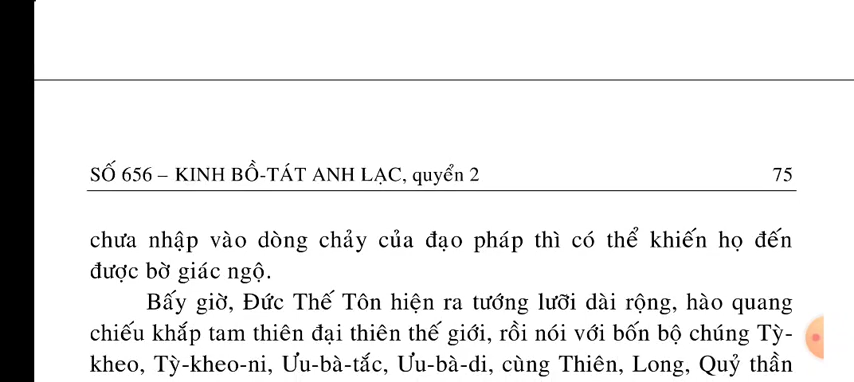 SỐ 656 – KINH BỒ-TÁT ANH LẠC, quyển 2 75
chưa nhập vào dòng chảy của đạo pháp thì có thể khiến họ đến
được bờ giác ngộ.
Bấy giờ, Đức Thế Tôn hiện ra tướng lưỡi dài rộng, hào quang
chiếu khắp tam thiên đại thiên thế giới, rồi nói với bốn bộ chúng Tỳ-
kheo, Tỳ-kheo-ni, Ưu-bà-tắc, Ưu-bà-di, cùng Thiên, Long, Quỷ thần